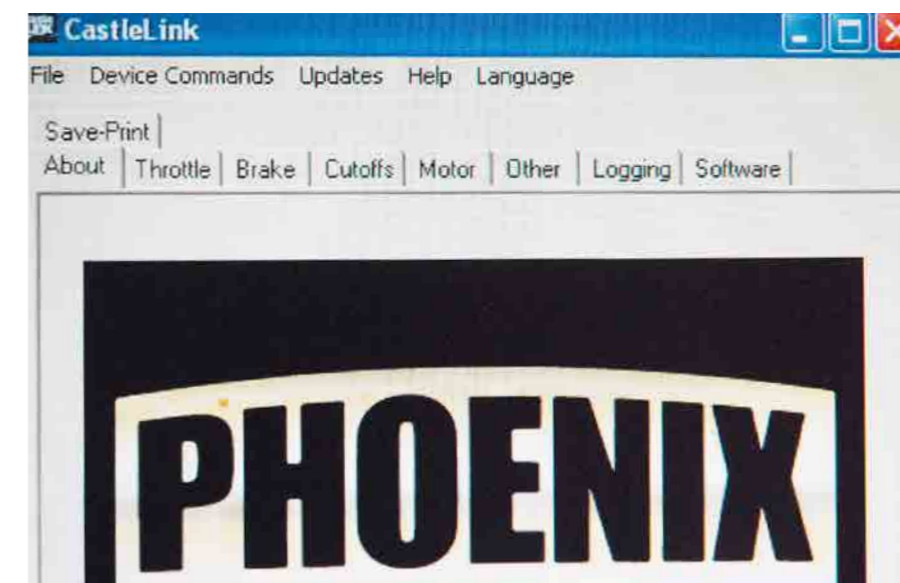 CastleLink
File Device Commands Updates Help Language
Save-Print
About Throttle Brake Cutoffs Motor Other Logging Software
PHOENIX